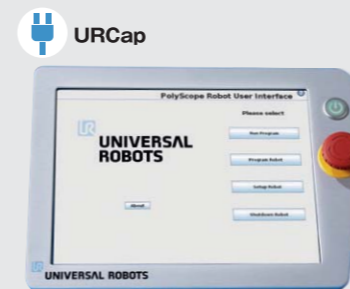 URCap
PolyScope Robot User Interface
Please select
UR
UNIVERSAL
ROBOTS
Run Program
Program Robot
Setup Robot
About
Shutdown Robot
UNIVERSAL ROBOTS